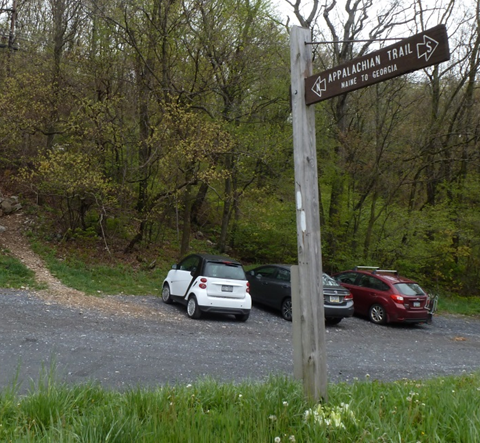 N APPALACHIAN TRAIL S
MAINE TO GEORGIA